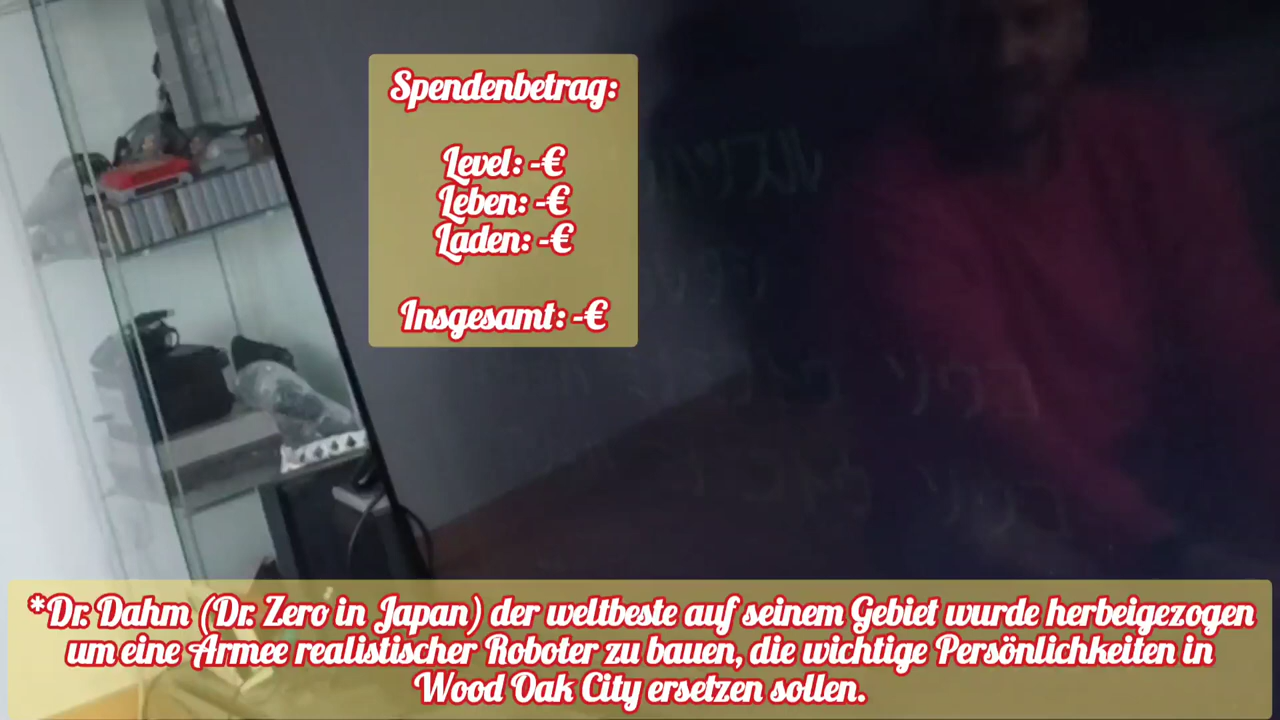 Spendenbetrag:
Level: -€
Leben: -€
Laden: -€
Insgesamt: -€
*Dr. Dahm (Dr. Zero in Japan) der weltbeste auf seinem Gebiet wurde herbeigezogen
um eine Armee realistischer Roboter zu bauen, die wichtige Persönlichkeiten in
Wood Oak City ersetzen sollen.